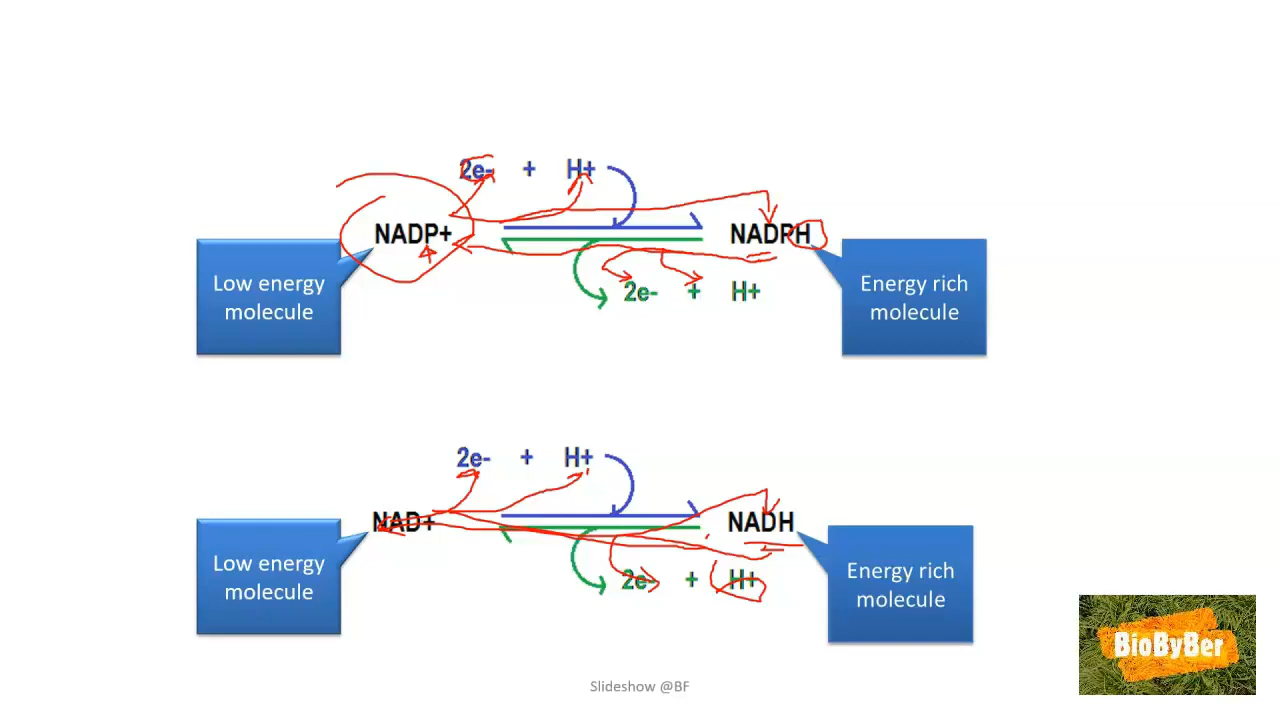 2e- + H+
NADP+ NADPH
Low energy
molecule
Energy rich
molecule
2e- + H+
2e- + H+
NAD+ NADH
Low energy
molecule
Energy rich
molecule
2e- + H+
BioByBer
Slideshow @BF